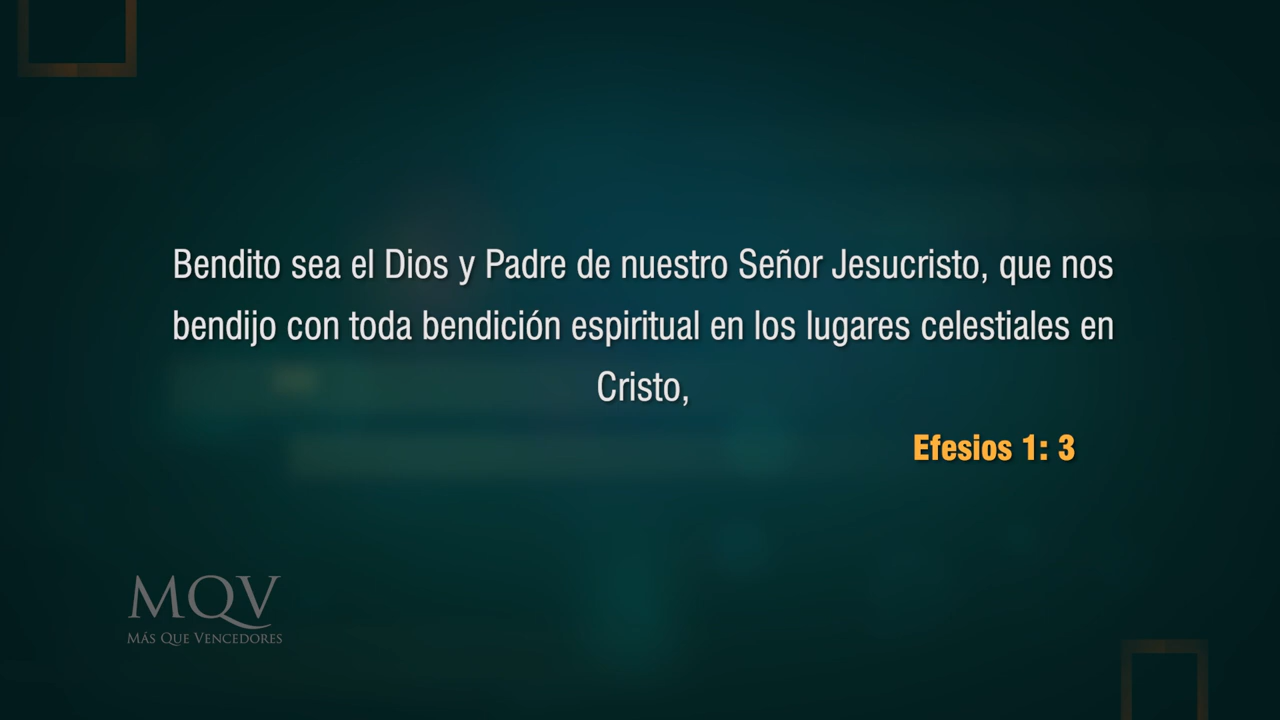 Bendito sea el Dios y Padre de nuestro Señor Jesucristo, que nos
bendijo con toda bendición espiritual en los lugares celestiales en
Cristo,
Efesios 1: 3
MQV
Más Que Vencedores